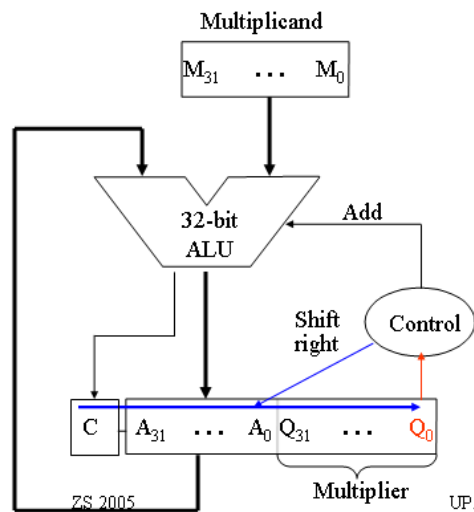 Multiplicand
M31 ... M0
32-bit
ALU
Add
Control
Shift
right
C A31 ... A0 Q31 ... Q0
Multiplier
ZS 2005 UP